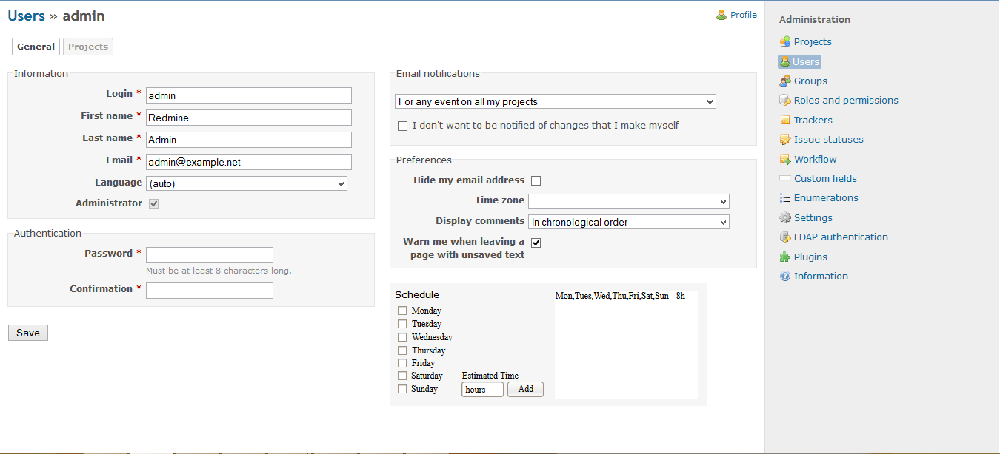 Users » admin
Profile
General
Projects
Information
Login *
admin
First name *
Redmine
Last name *
Admin
Email *
admin@example.net
Language
(auto)
Administrator
Authentication
Password *
Must be at least 8 characters long.
Confirmation *
Save
Email notifications
For any event on all my projects
I don't want to be notified of changes that I make myself
Preferences
Hide my email address
Time zone
Display comments
In chronological order
Warn me when leaving a
page with unsaved text
Schedule
Monday
Tuesday
Wednesday
Thursday
Friday
Saturday
Sunday
Estimated Time
hours
Add
Mon,Tues,Wed,Thu,Fri,Sat,Sun - 8h
Administration
Projects
Users
Groups
Roles and permissions
Trackers
Issue statuses
Workflow
Custom fields
Enumerations
Settings
LDAP authentication
Plugins
Information